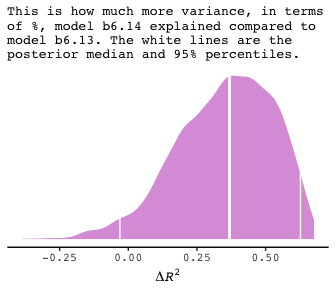 This is how much more variance, in terms
of %, model b6.14 explained compared to
model b6.13. The white lines are the
posterior median and 95% percentiles.
−0.25 0.00 0.25 0.50
ΔR²